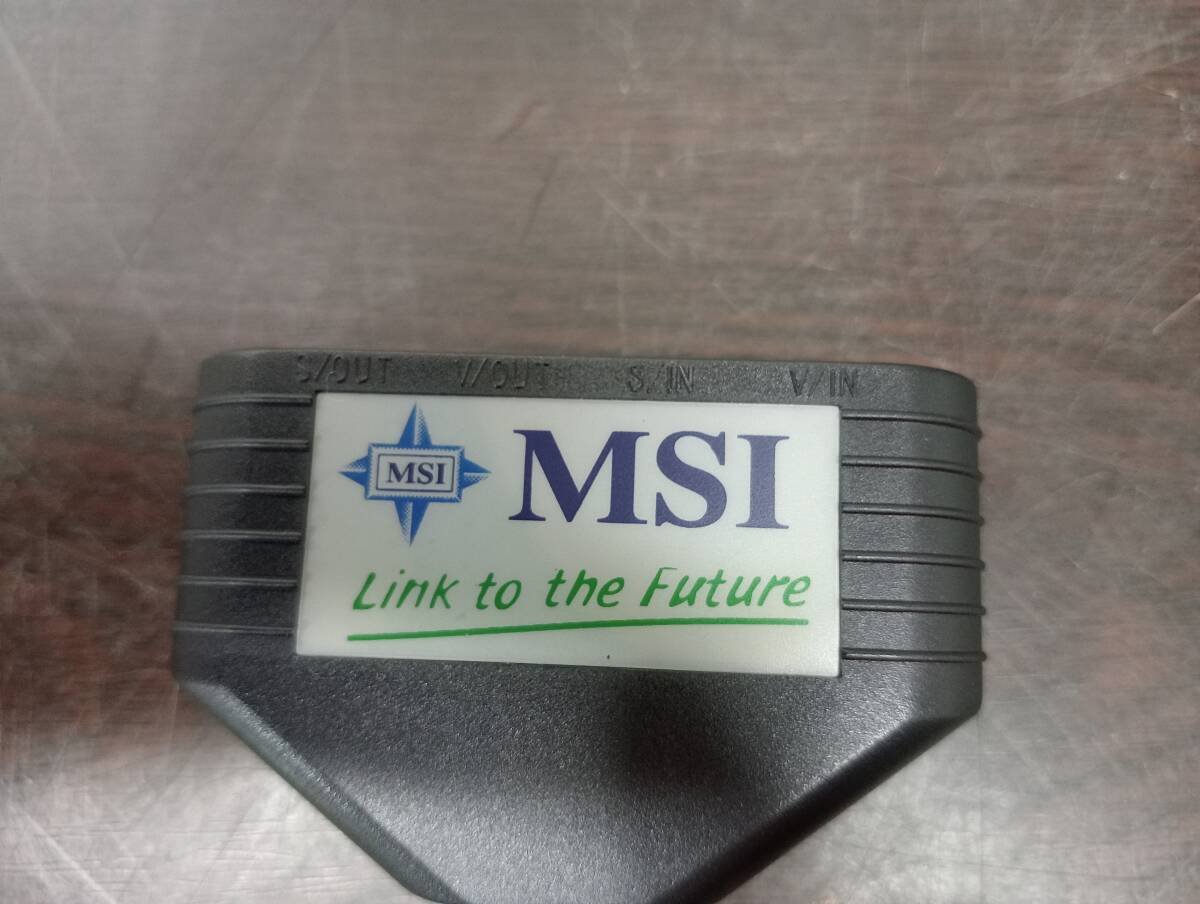 S/OUT V/OUT S/IN V/IN
MSI MSI
Link to the Future